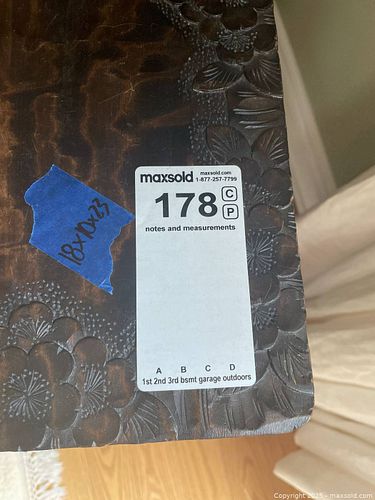 maxsold maxsold.com
1-877-257-7799
178 C
P
notes and measurements
18x10x23
A B C D
1st 2nd 3rd bsmt garage outdoors
© Copyright 2025 - maxsold.com